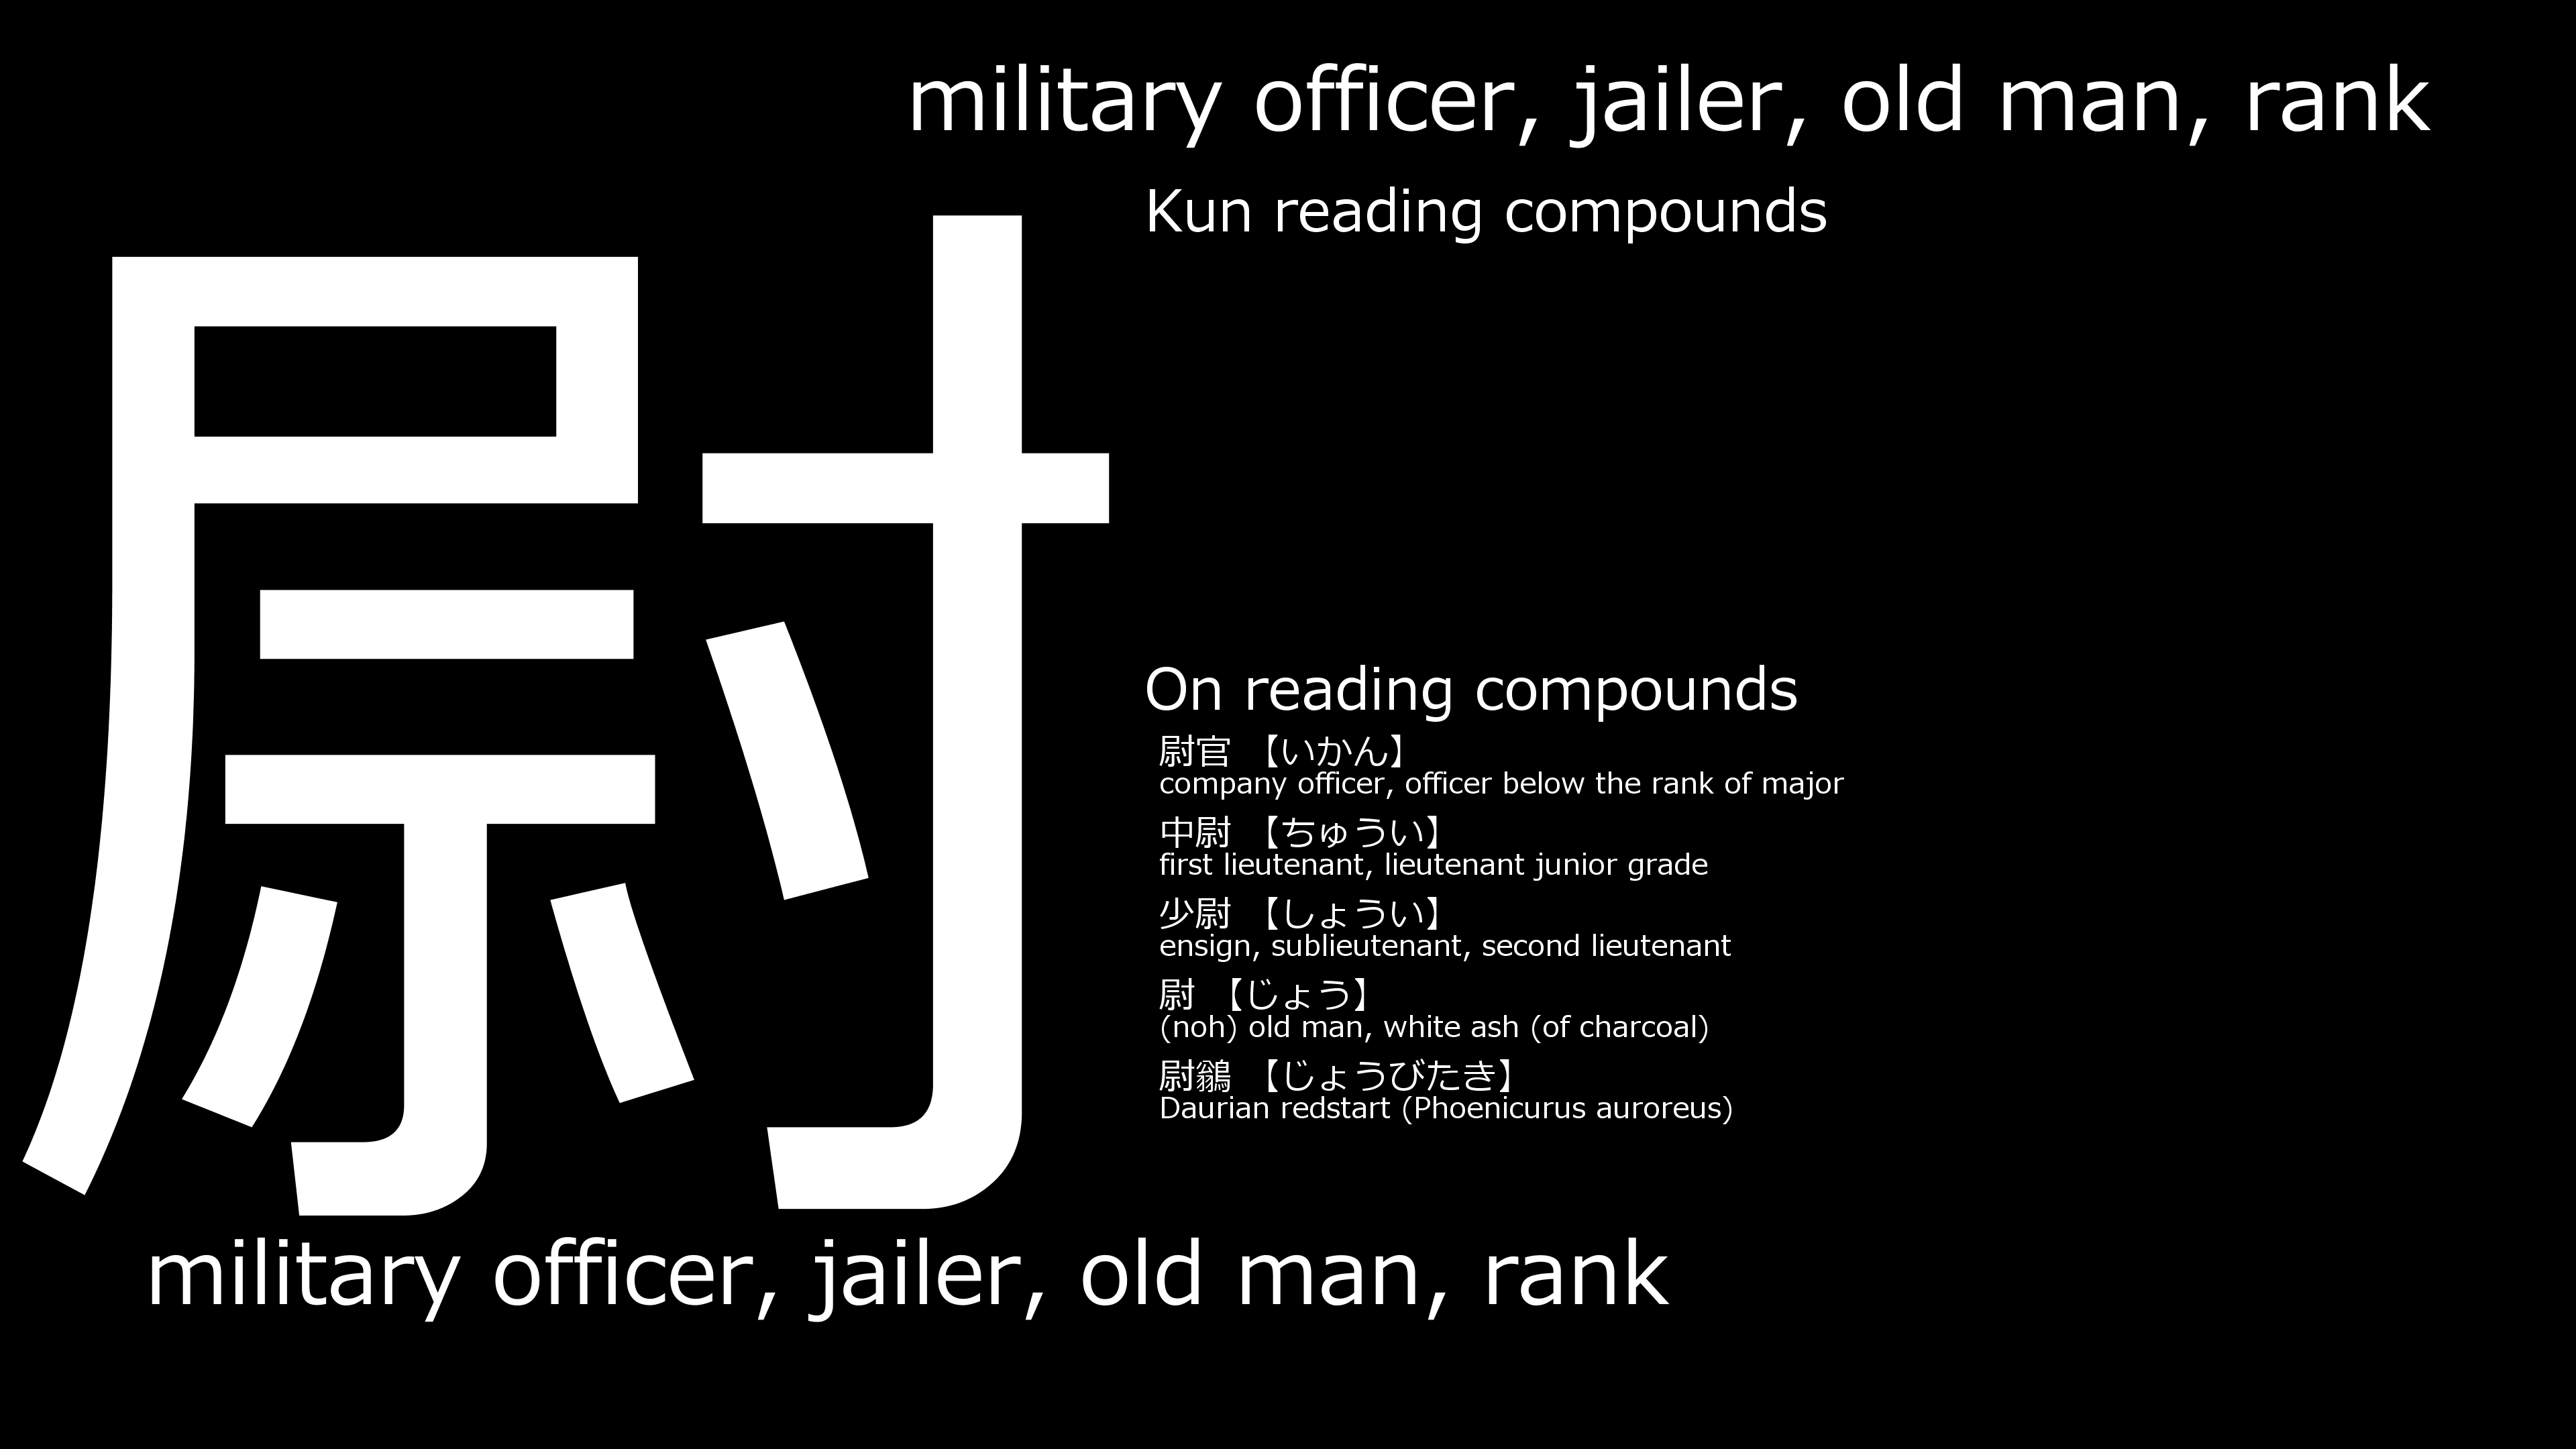 military officer, jailer, old man, rank
尉
Kun reading compounds
On reading compounds
尉官 【いかん】
company officer, officer below the rank of major
中尉 【ちゅうい】
first lieutenant, lieutenant junior grade
少尉 【しょうい】
ensign, sublieutenant, second lieutenant
尉 【じょう】
(noh) old man, white ash (of charcoal)
尉鶲 【じょうびたき】
Daurian redstart (Phoenicurus auroreus)
military officer, jailer, old man, rank